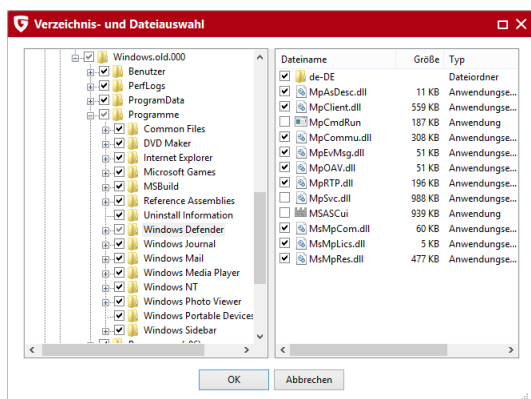 Verzeichnis- und Dateiauswahl
Windows.old.000
Benutzer
PerfLogs
ProgramData
Programme
Common Files
DVD Maker
Internet Explorer
Microsoft Games
MSBuild
Reference Assemblies
Uninstall Information
Windows Defender
Windows Journal
Windows Mail
Windows Media Player
Windows NT
Windows Photo Viewer
Windows Portable Devices
Windows Sidebar
Dateiname Größe Typ
de-DE Dateiordner
MpAsDesc.dll 11 KB Anwendungse...
MpClient.dll 559 KB Anwendungse...
MpCmdRun 187 KB Anwendung
MpCommu.dll 308 KB Anwendungse...
MpEvMsg.dll 51 KB Anwendungse...
MpOAV.dll 51 KB Anwendungse...
MpRTP.dll 196 KB Anwendungse...
MpSvc.dll 988 KB Anwendungse...
MSASCui 939 KB Anwendung
MsMpCom.dll 60 KB Anwendungse...
MsMpLics.dll 5 KB Anwendungse...
MsMpRes.dll 477 KB Anwendungse...
OK Abbrechen